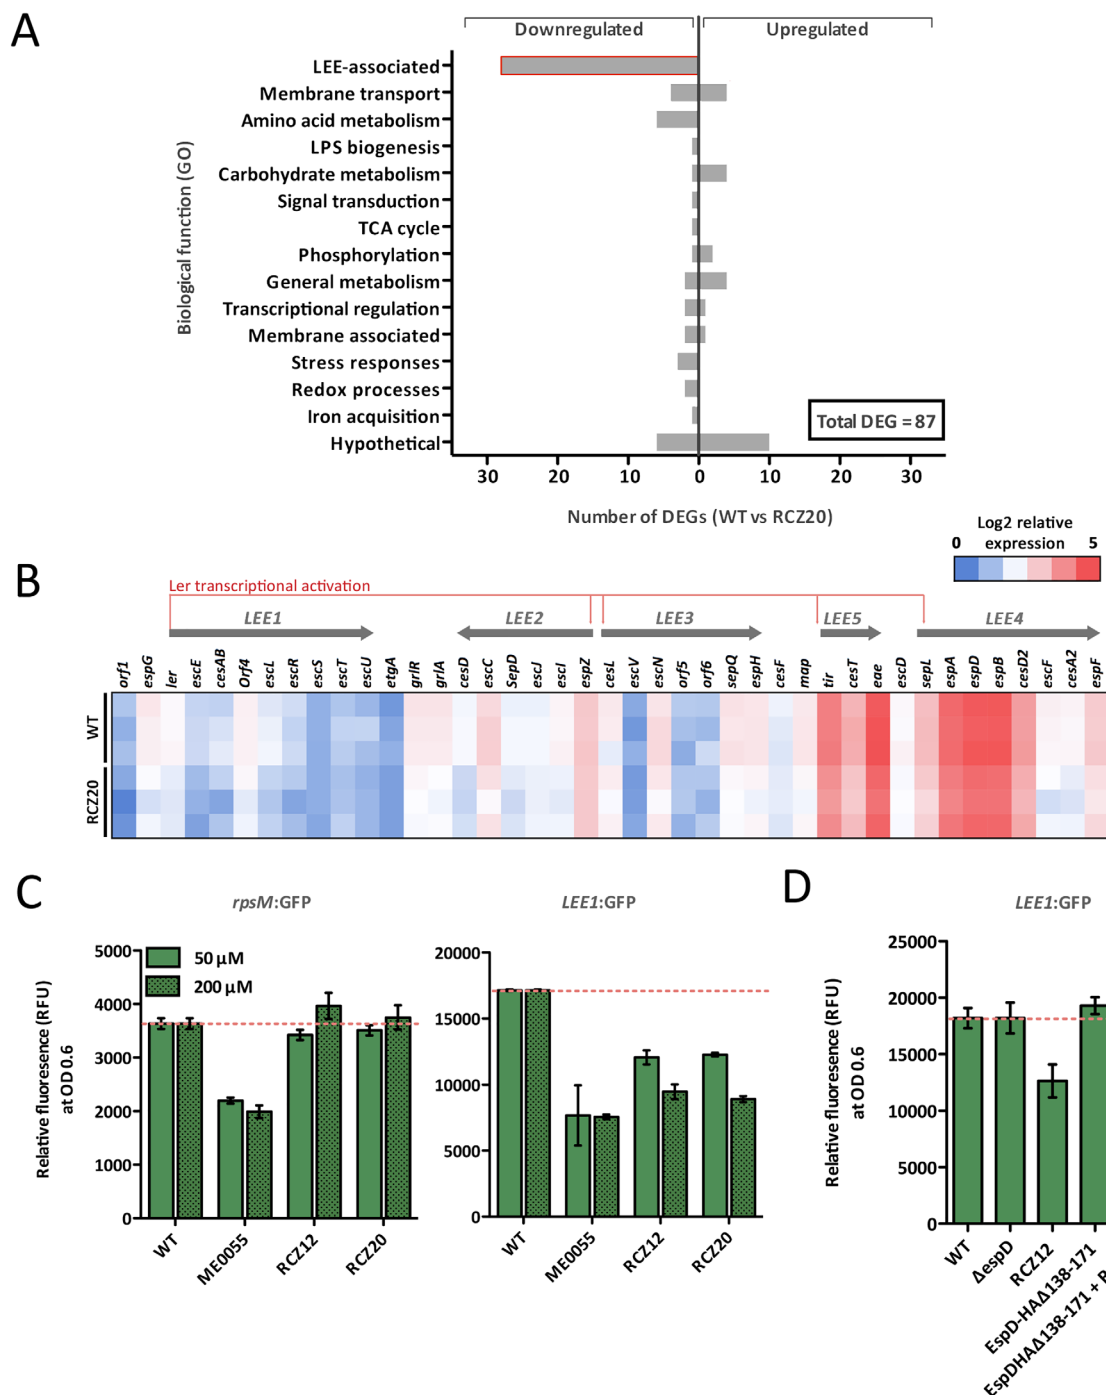 A
Downregulated
Upregulated
LEE-associated
Membrane transport
Amino acid metabolism
LPS biogenesis
Carbohydrate metabolism
Signal transduction
TCA cycle
Phosphorylation
General metabolism
Transcriptional regulation
Membrane associated
Stress responses
Redox processes
Iron acquisition
Hypothetical
Biological function (GO)
Total DEG = 87
30 20 10 0 10 20 30
Number of DEGs (WT vs RCZ20)
Log2 relative
0 expression 5
B
Ler transcriptional activation
LEE1 LEE2 LEE3 LEE5 LEE4
orf1 espG ler escE cesAB Orf4 escL escR escS escT escU etgA grlR grlA cesD escC SepD escJ escI espZ cesL escV escN orf5 orf6 sepQ espH cesF map tir cesT eae escD sepL espA espD espB cesD2 escF cesA2 espF
WT
RCZ20
C
rpsM:GFP
50 µM
200 µM
Relative fluoresence (RFU)
at OD 0.6
5000
4000
3000
2000
1000
0
WT ME0055 RCZ12 RCZ20
LEE1:GFP
20000
15000
10000
5000
0
WT ME0055 RCZ12 RCZ20
D
LEE1:GFP
Relative fluoresence (RFU)
at OD 0.6
25000
20000
15000
10000
5000
0
WT
ΔespD
RCZ12
EspD-HAΔ138-171
EspDHAΔ138-171 +